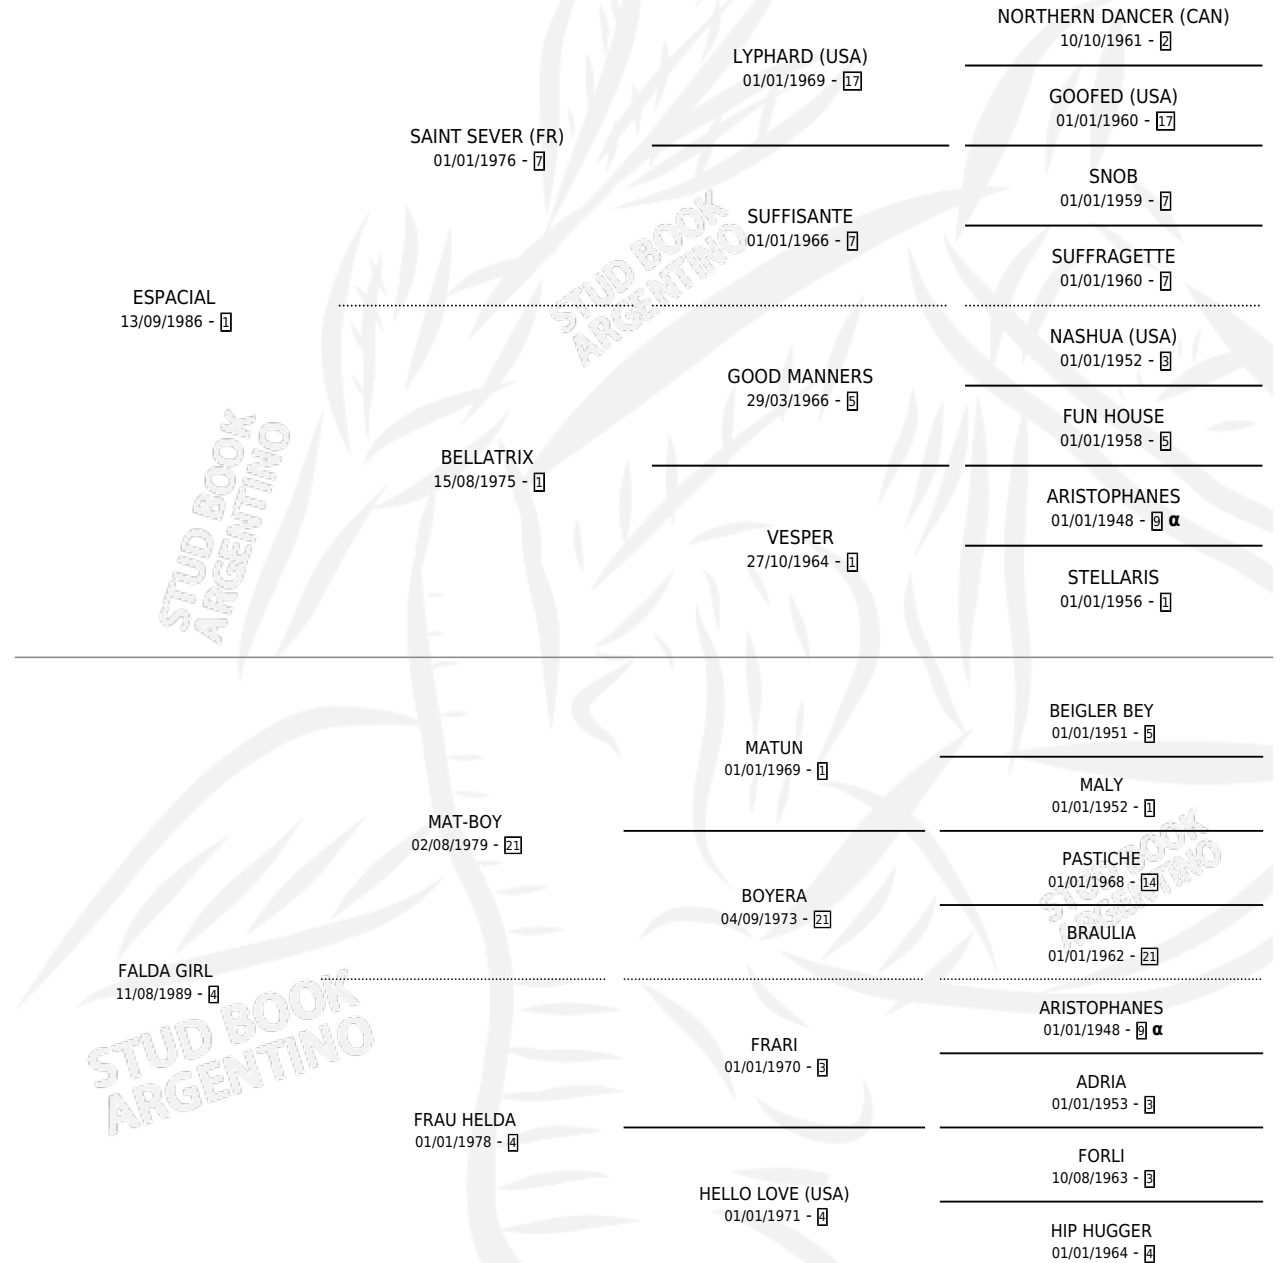 NORTHERN DANCER (CAN)
10/10/1961 - 2
LYPHARD (USA)
01/01/1969 - 17
GOOFED (USA)
01/01/1960 - 17
SAINT SEVER (FR)
01/01/1976 - 7
SNOB
01/01/1959 - 7
SUFFISANTE
01/01/1966 - 7
SUFFRAGETTE
01/01/1960 - 7
ESPACIAL
13/09/1986 - 1
NASHUA (USA)
01/01/1952 - 3
GOOD MANNERS
29/03/1966 - 5
FUN HOUSE
01/01/1958 - 5
BELLATRIX
15/08/1975 - 1
ARISTOPHANES
01/01/1948 - 9 α
VESPER
27/10/1964 - 1
STELLARIS
01/01/1956 - 1
BEIGLER BEY
01/01/1951 - 5
MATUN
01/01/1969 - 1
MALY
01/01/1952 - 1
MAT-BOY
02/08/1979 - 21
PASTICHE
01/01/1968 - 14
BOYERA
04/09/1973 - 21
BRAULIA
01/01/1962 - 21
FALDA GIRL
11/08/1989 - 4
ARISTOPHANES
01/01/1948 - 9 α
FRARI
01/01/1970 - 3
ADRIA
01/01/1953 - 3
FRAU HELDA
01/01/1978 - 4
FORLI
10/08/1963 - 3
HELLO LOVE (USA)
01/01/1971 - 4
HIP HUGGER
01/01/1964 - 4
STUD BOOK
ARGENTINO
STUD BOOK
ARGENTINO
STUD BOOK
ARGENTINO
STUD BOOK
ARGENTINO